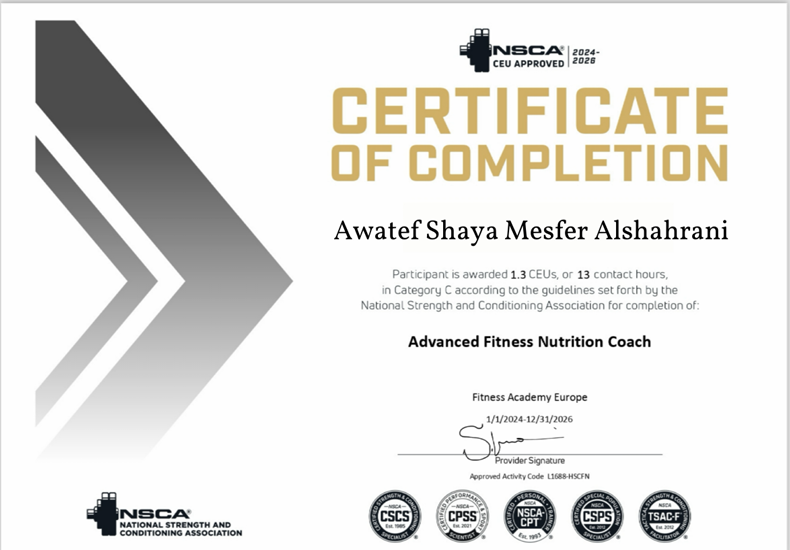 NSCA
CEU APPROVED
2024-
2026
CERTIFICATE
OF COMPLETION
Awatef Shaya Mesfer Alshahrani
Participant is awarded 1.3 CEUs, or 13 contact hours,
in Category C according to the guidelines set forth by the
National Strength and Conditioning Association for completion of:
Advanced Fitness Nutrition Coach
Fitness Academy Europe
1/1/2024-12/31/2026
Provider Signature
Approved Activity Code L1688-HSCFN
NSCA
NATIONAL STRENGTH AND
CONDITIONING ASSOCIATION
CERTIFIED STRENGTH & CONDITIONING SPECIALIST NSCA CSCS Est. 1985
CERTIFIED PERFORMANCE & SPORT SCIENTIST NSCA CPSS Est. 2021
CERTIFIED PERSONAL TRAINER NSCA-CPT Est. 1993
CERTIFIED SPECIAL POPULATION SPECIALIST NSCA CSPS Est. 2012
STRENGTH & CONDITIONING FACILITATOR NSCA TSAC-F Est. 2012